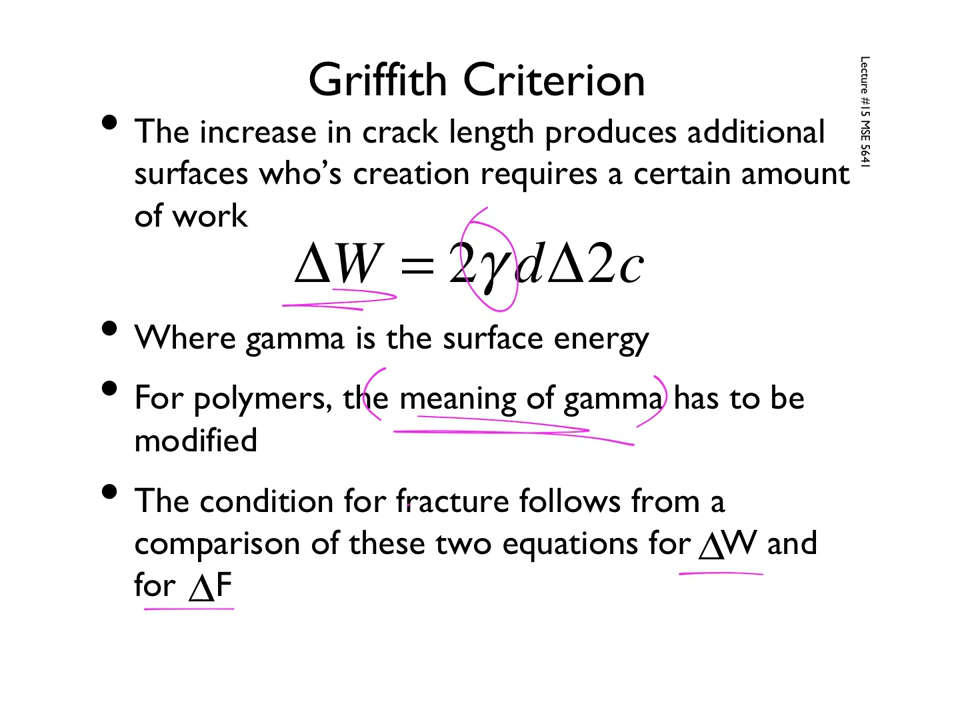 Griffith Criterion
Lecture #15 MSE 5641
• The increase in crack length produces additional
surfaces who's creation requires a certain amount
of work
ΔW = 2γdΔ2c
• Where gamma is the surface energy
• For polymers, the meaning of gamma has to be
modified
• The condition for fracture follows from a
comparison of these two equations for ΔW and
for ΔF